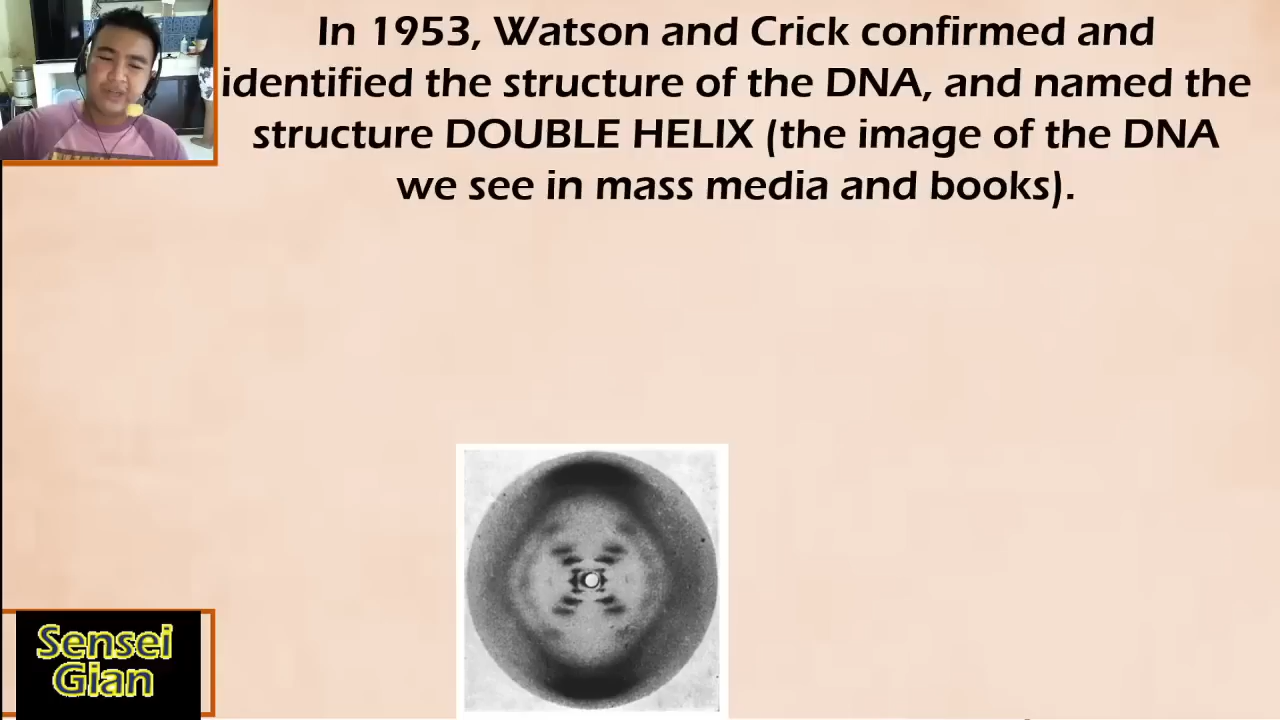 In 1953, Watson and Crick confirmed and
identified the structure of the DNA, and named the
structure DOUBLE HELIX (the image of the DNA
we see in mass media and books).
Sensei
Gian